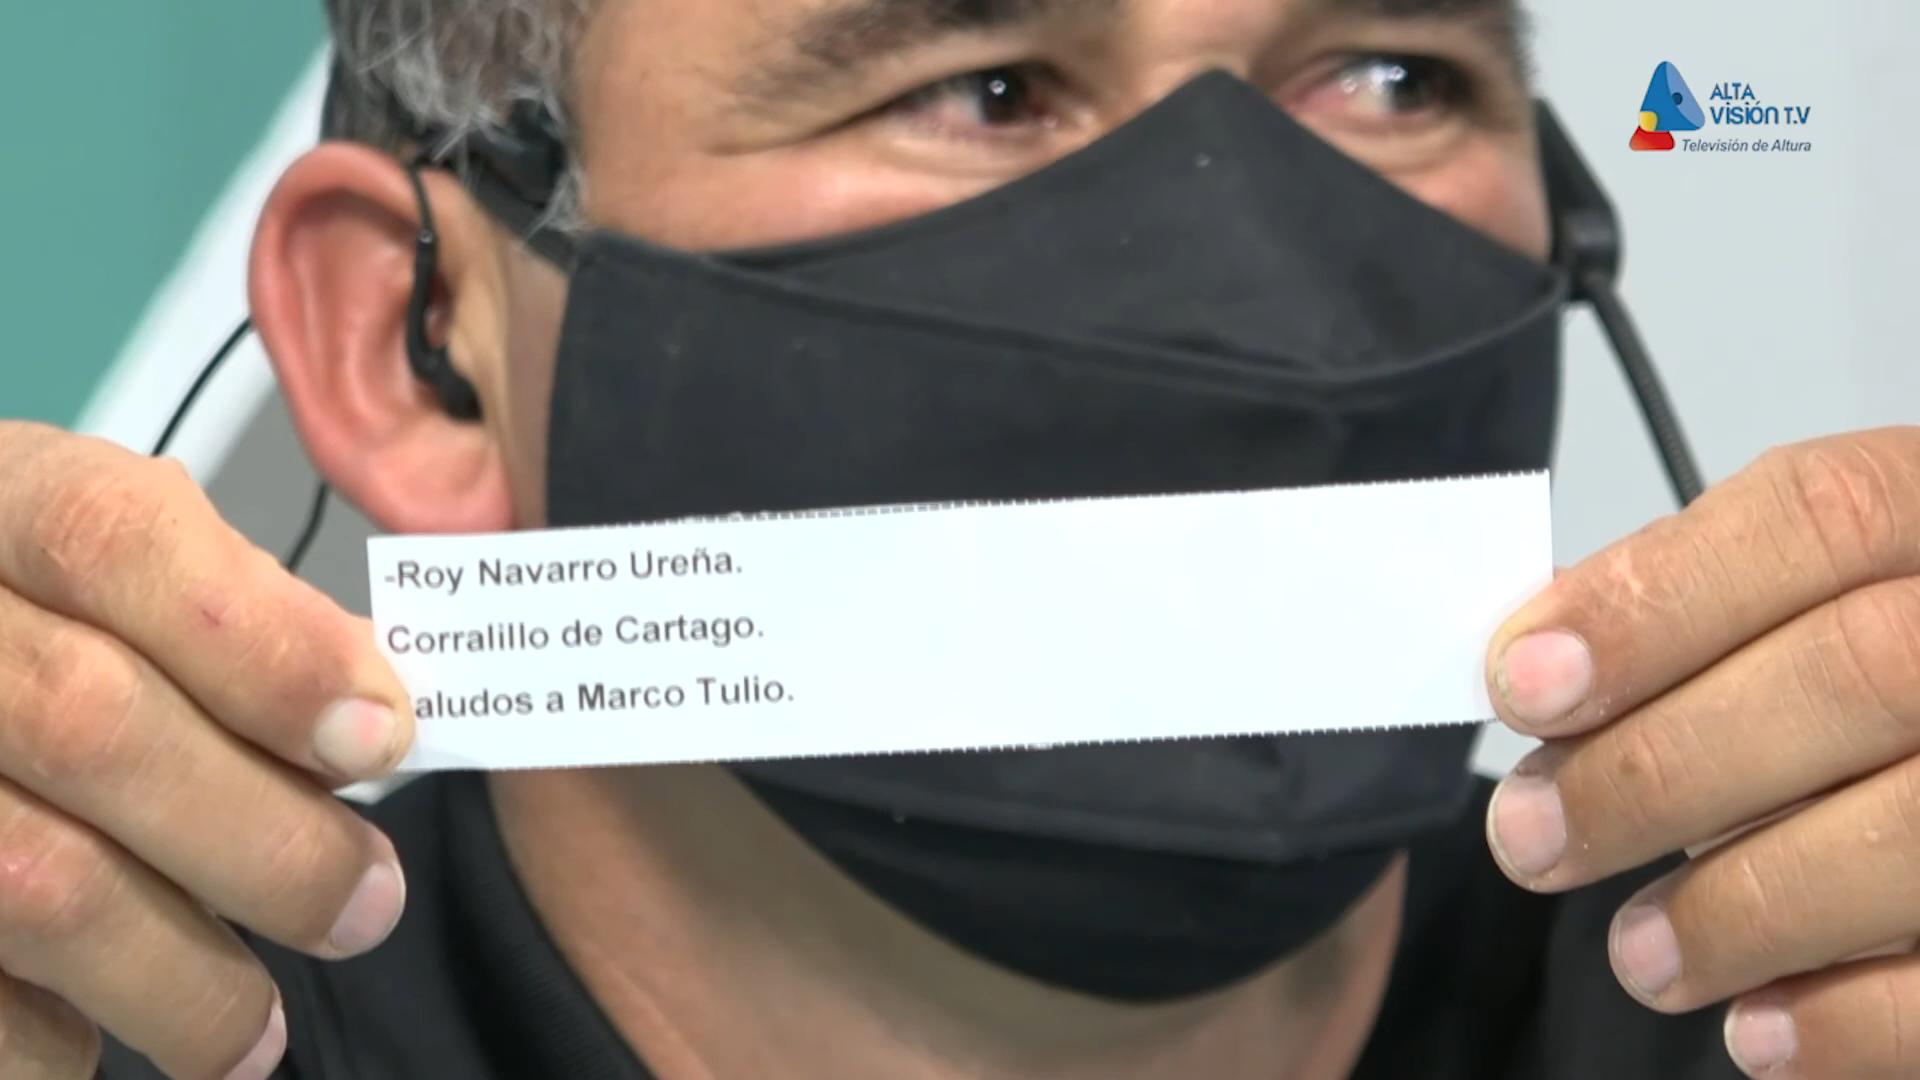 ALTA
VISIÓN T.V
Televisión de Altura
-Roy Navarro Ureña.
Corralillo de Cartago.
aludos a Marco Tulio.